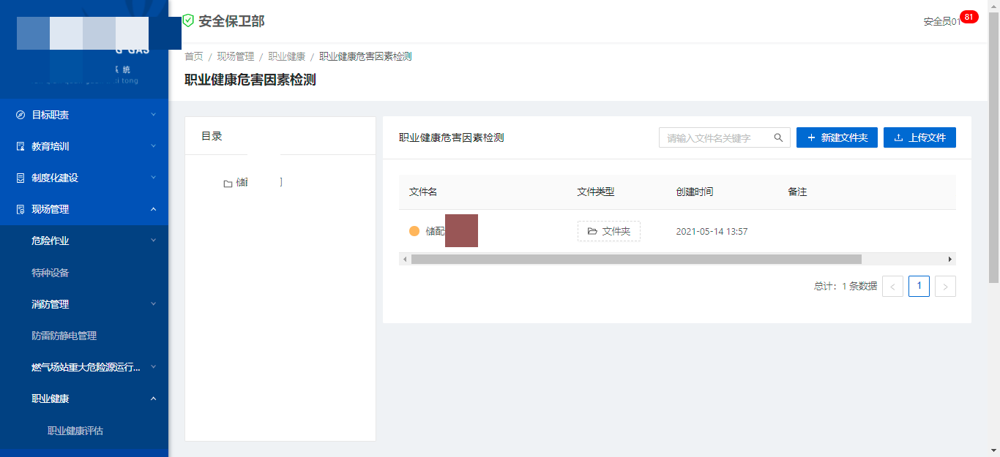 安全保卫部
安全员01
81
首页 / 现场管理 / 职业健康 / 职业健康危害因素检测
职业健康危害因素检测
系 统
目标职责
教育培训
制度化建设
现场管理
危险作业
特种设备
消防管理
防雷防静电管理
燃气场站重大危险源运行...
职业健康
职业健康评估
目录
职业健康危害因素检测
请输入文件名关键字
新建文件夹
上传文件
文件名 文件类型 创建时间 备注
储配 文件夹 2021-05-14 13:57
总计： 1 条数据 < 1 >